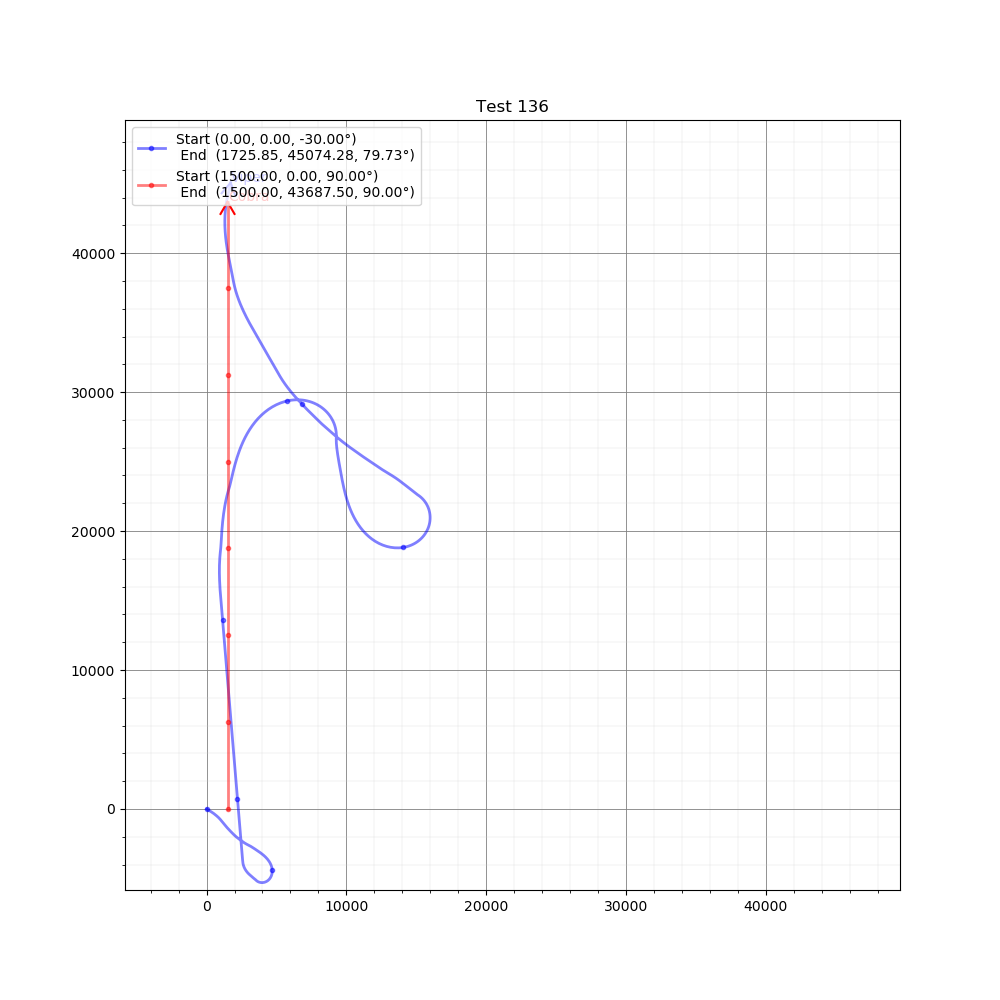 Test 136
Start (0.00, 0.00, -30.00°)
End (1725.85, 45074.28, 79.73°)
Start (1500.00, 0.00, 90.00°)
End (1500.00, 43687.50, 90.00°)
Cobra
40000
30000
20000
10000
0
0 10000 20000 30000 40000